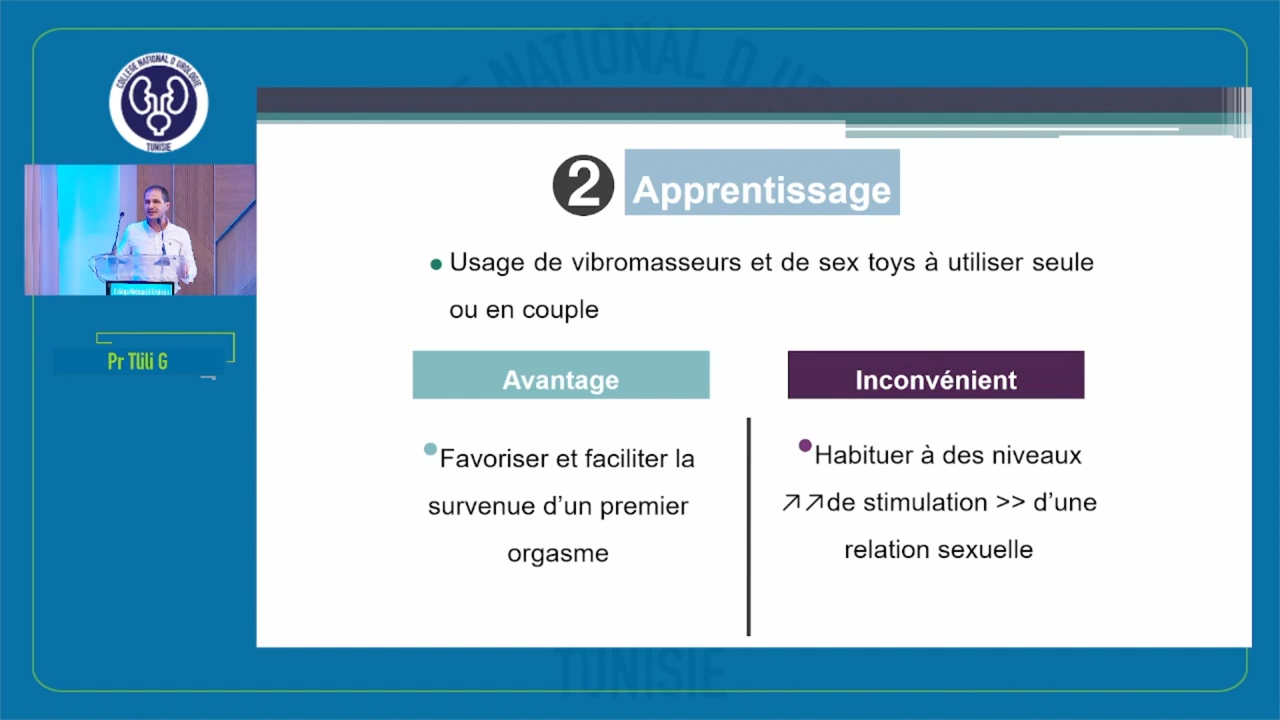 NATIONAL D
COLLEGE NATIONAL D UROLOGIE
TUNISIE
2 Apprentissage
• Usage de vibromasseurs et de sex toys à utiliser seule
ou en couple
Avantage
•Favoriser et faciliter la
survenue d’un premier
orgasme
Inconvénient
•Habituer à des niveaux
↗↗de stimulation >> d’une
relation sexuelle
Pr Tlili G
TUNISIE